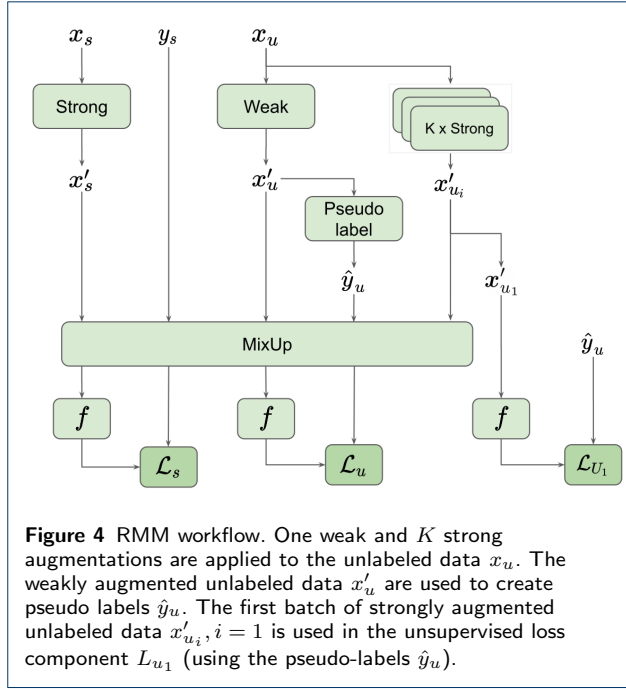 x_s y_s x_u
Strong Weak K x Strong
x'_s x'_u x'_{u_i}
Pseudo
label
ŷ_u x'_{u_1}
MixUp ŷ_u
f f f
ℒ_s ℒ_u ℒ_{U_1}
Figure 4 RMM workflow. One weak and K strong
augmentations are applied to the unlabeled data x_u. The
weakly augmented unlabeled data x'_u are used to create
pseudo labels ŷ_u. The first batch of strongly augmented
unlabeled data x'_{u_i}, i = 1 is used in the unsupervised loss
component L_{u_1} (using the pseudo-labels ŷ_u).